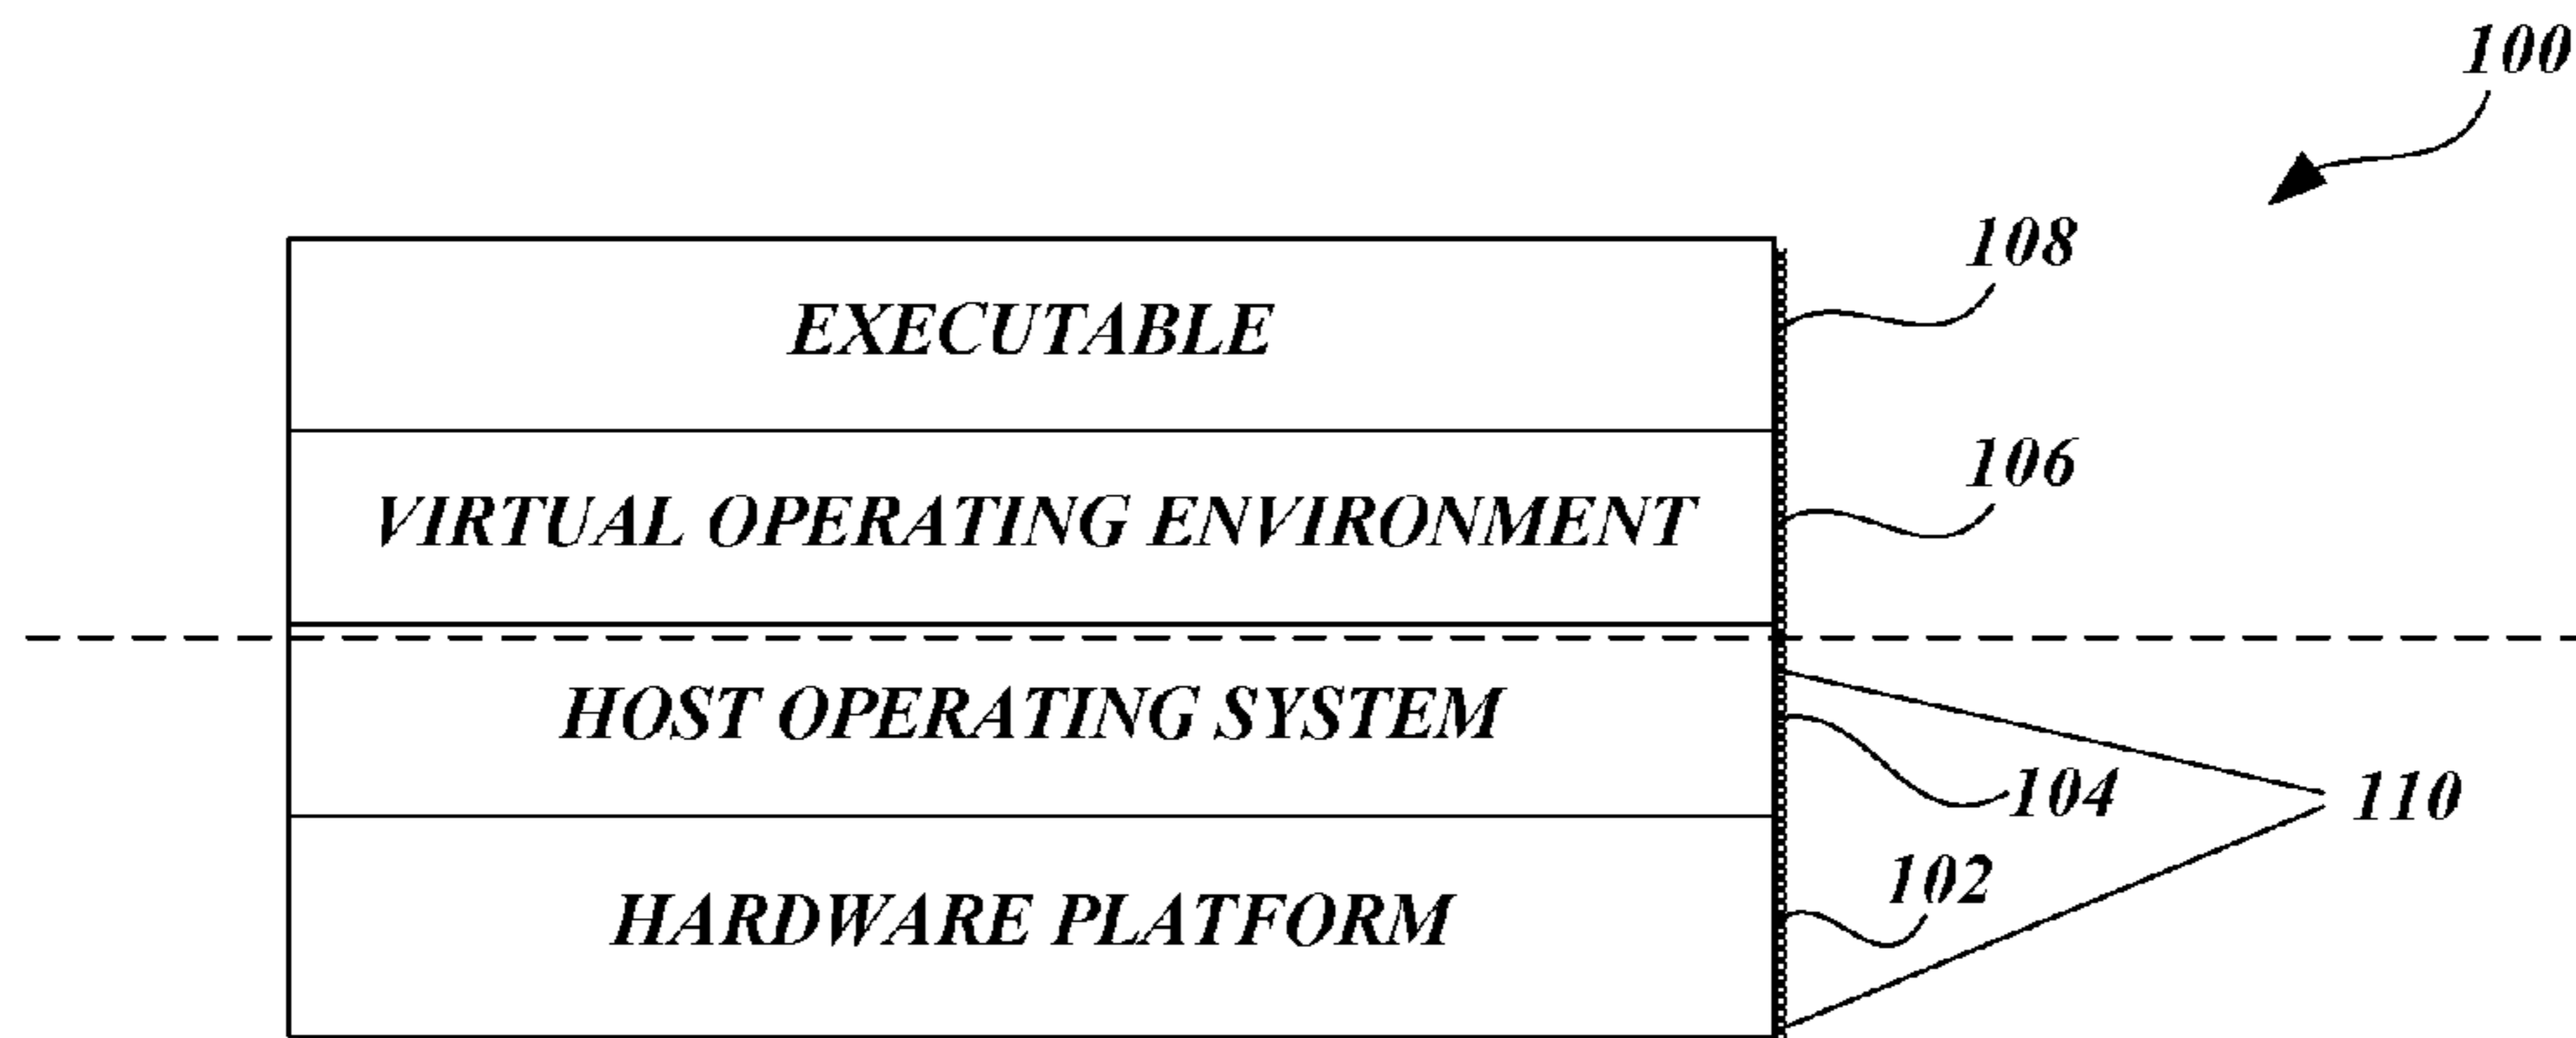 100
108
EXECUTABLE
106
VIRTUAL OPERATING ENVIRONMENT
HOST OPERATING SYSTEM
104
110
102
HARDWARE PLATFORM